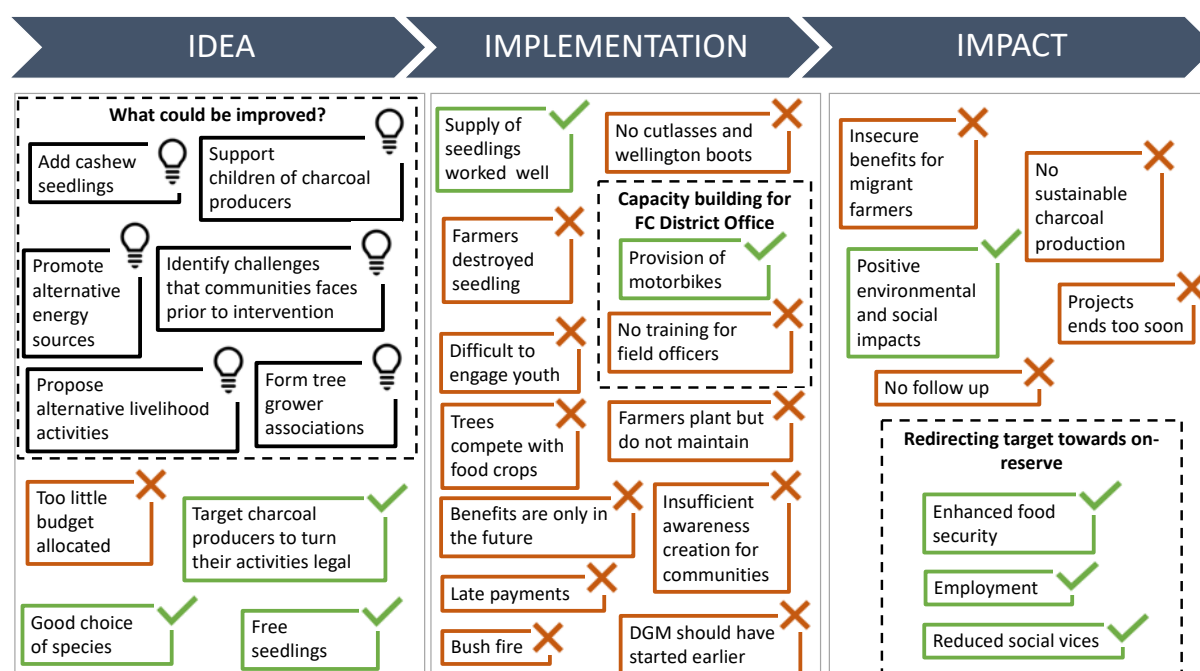 IDEA
IMPLEMENTATION
IMPACT
What could be improved?
Add cashew
seedlings
Support
children of charcoal
producers
Promote
alternative
energy
sources
Identify challenges
that communities faces
prior to intervention
Propose
alternative livelihood
activities
Form tree
grower
associations
Too little
budget
allocated
Target charcoal
producers to turn
their activities legal
Good choice
of species
Free
seedlings
Supply of
seedlings
worked well
No cutlasses and
wellington boots
Capacity building for
FC District Office
Provision of
motorbikes
No training for
field officers
Farmers
destroyed
seedling
Difficult to
engage youth
Trees
compete with
food crops
Farmers plant but
do not maintain
Benefits are only in
the future
Insufficient
awareness
creation for
communities
Late payments
Bush fire
DGM should have
started earlier
Insecure
benefits for
migrant
farmers
No
sustainable
charcoal
production
Positive
environmental
and social
impacts
Projects
ends too soon
No follow up
Redirecting target towards on-
reserve
Enhanced food
security
Employment
Reduced social vices